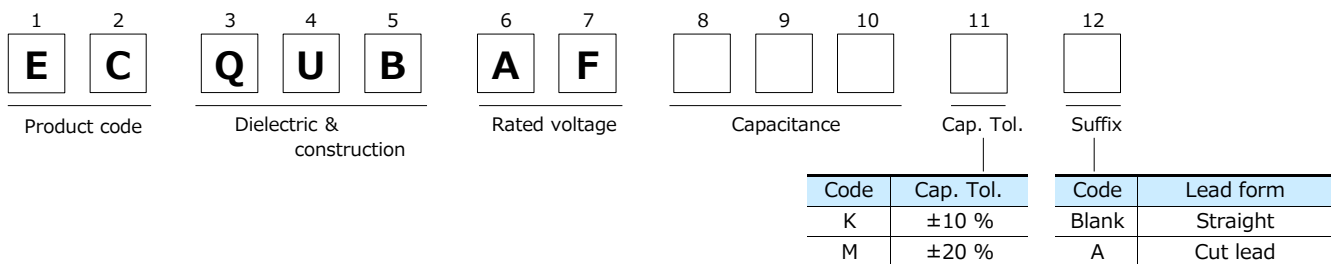 1 2 3 4 5 6 7 8 9 10 11 12
E C Q U B A F
Product code Dielectric & Rated voltage Capacitance Cap. Tol. Suffix
construction
Code Cap. Tol. Code Lead form
K ±10 % Blank Straight
M ±20 % A Cut lead